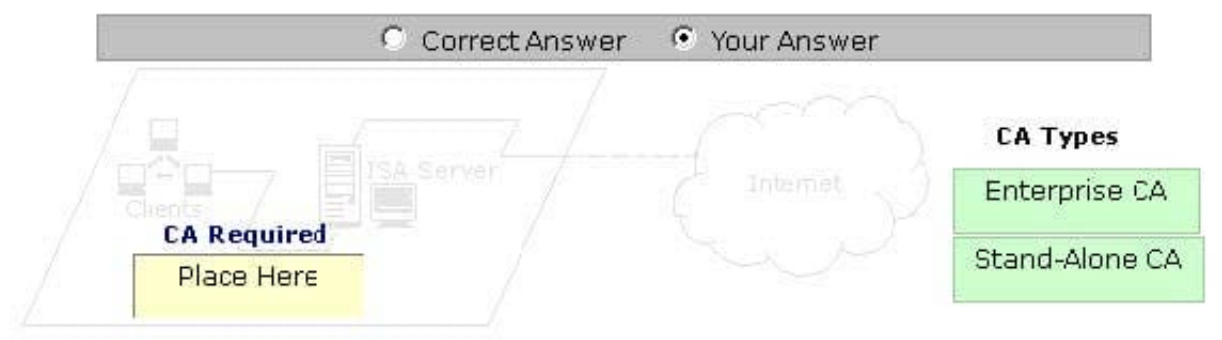 Correct Answer Your Answer
CA Types
ISA Server
Internet
Enterprise CA
Clients
CA Required
Stand-Alone CA
Place Here